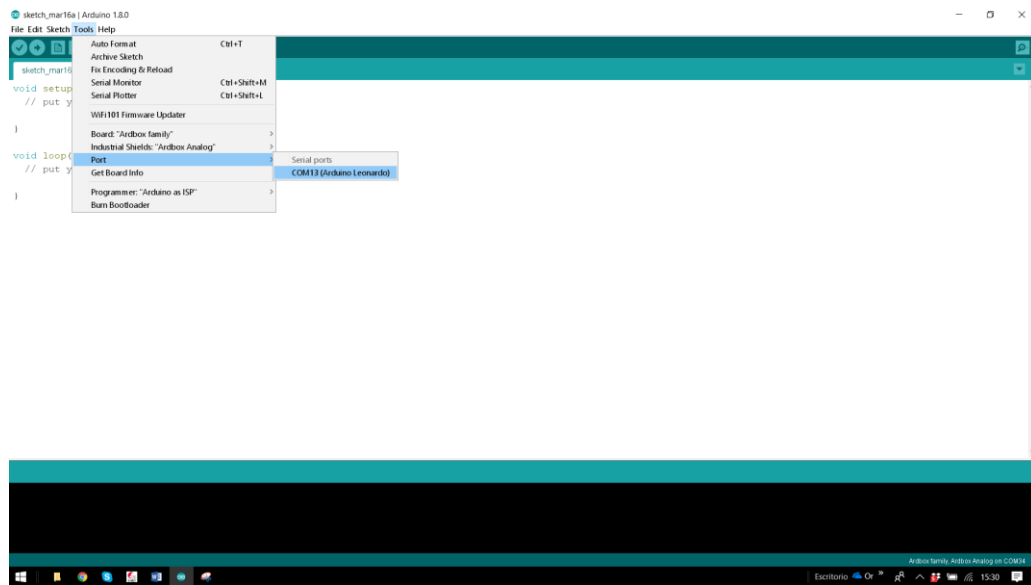 sketch_mar16a | Arduino 1.8.0
File Edit Sketch Tools Help
sketch_mar16
Auto Format Ctrl+T
Archive Sketch
Fix Encoding & Reload
Serial Monitor Ctrl+Shift+M
Serial Plotter Ctrl+Shift+L
WiFi101 Firmware Updater
Board: "Ardbox family"
Industrial Shields: "Ardbox Analog"
Port
Get Board Info
Programmer: "Arduino as ISP"
Burn Bootloader
Serial ports
COM13 (Arduino Leonardo)
void setup
// put y
}
void loop(
// put y
}
Ardbox family, Ardbox Analog on COM34
Escritorio Or » 15:30